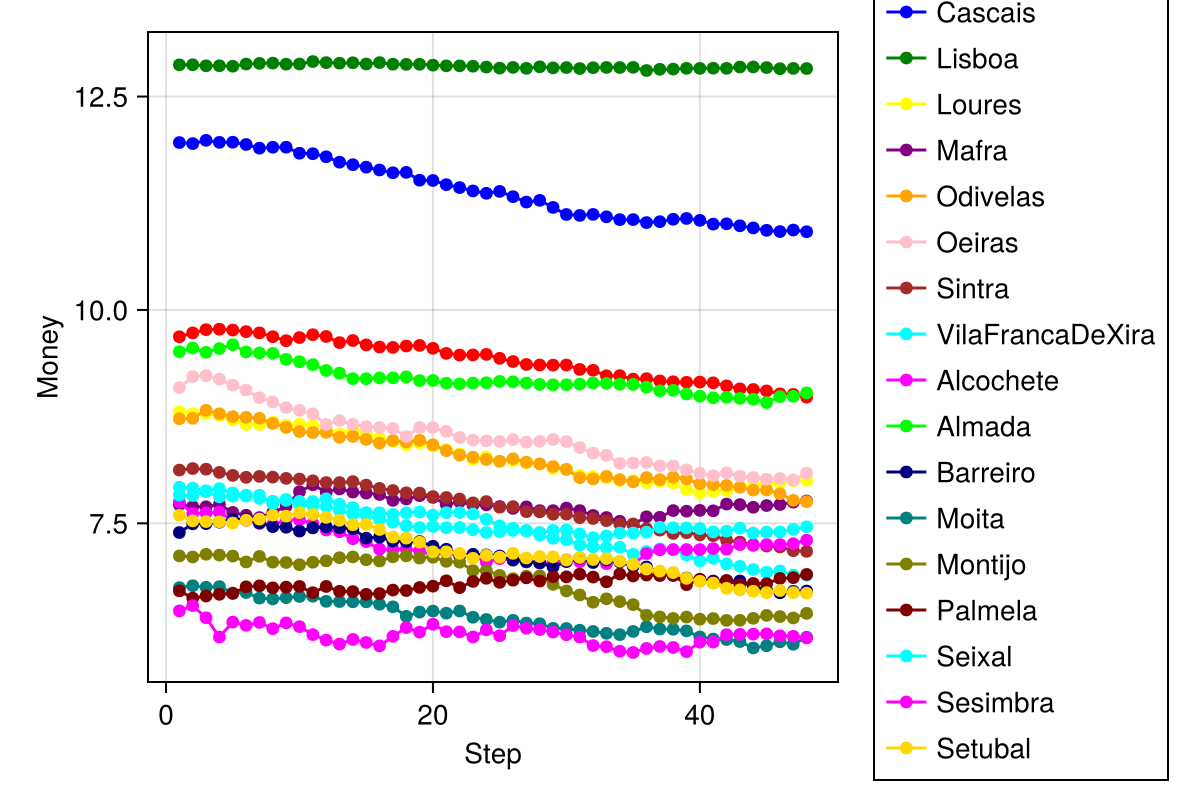 12.5
10.0
7.5
Money
0
20
40
Step
Cascais
Lisboa
Loures
Mafra
Odivelas
Oeiras
Sintra
VilaFrancaDeXira
Alcochete
Almada
Barreiro
Moita
Montijo
Palmela
Seixal
Sesimbra
Setubal